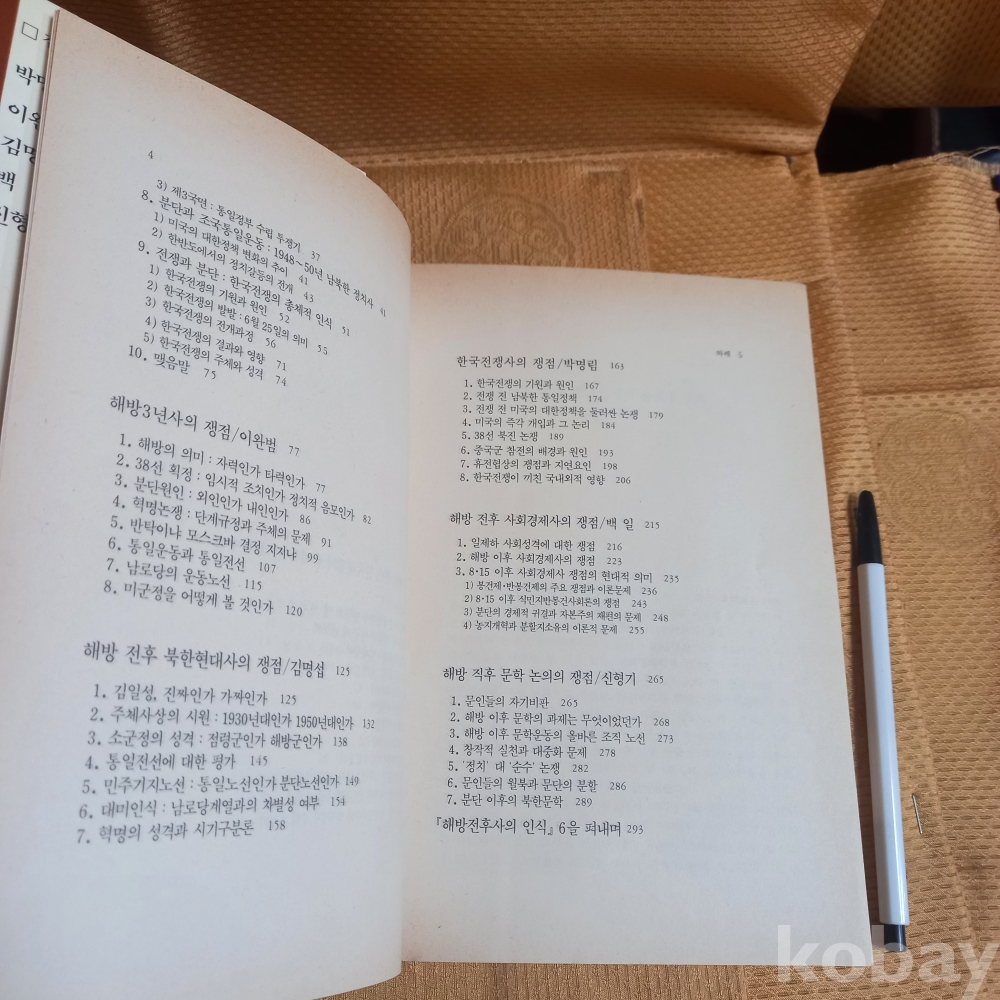 박명
이완
김명
백
신형
4
3) 제3국면 : 통일정부 수립 투쟁기 37
8. 분단과 조국통일운동 : 1948~50년 남북한 정치사 41
1) 미국의 대한정책 변화의 추이 41
2) 한반도에서의 정치갈등의 전개 43
9. 전쟁과 분단 : 한국전쟁의 총체적 인식 51
1) 한국전쟁의 기원과 원인 52
2) 한국전쟁의 발발 : 6월 25일의 의미 55
3) 한국전쟁의 전개과정 56
4) 한국전쟁의 결과와 영향 71
5) 한국전쟁의 주체와 성격 74
10. 맺음말 75
해방3년사의 쟁점/이완범 77
1. 해방의 의미 : 자력인가 타력인가 77
2. 38선 획정 : 임시적 조치인가 정치적 음모인가 82
3. 분단원인 : 외인인가 내인인가 86
4. 혁명논쟁 : 단계규정과 주체의 문제 91
5. 반탁이냐 모스크바 결정 지지냐 99
6. 통일운동과 통일전선 107
7. 남로당의 운동노선 115
8. 미군정을 어떻게 볼 것인가 120
해방 전후 북한현대사의 쟁점/김명섭 125
1. 김일성, 진짜인가 가짜인가 125
2. 주체사상의 시원 : 1930년대인가 1950년대인가 132
3. 소군정의 성격 : 점령군인가 해방군인가 138
4. 통일전선에 대한 평가 145
5. 민주기지노선 : 통일노선인가 분단노선인가 149
6. 대미인식 : 남로당계열과의 차별성 여부 154
7. 혁명의 성격과 시기구분론 158
차례 5
한국전쟁사의 쟁점/박명림 163
1. 한국전쟁의 기원과 원인 167
2. 전쟁 전 남북한 통일정책 174
3. 전쟁 전 미국의 대한정책을 둘러싼 논쟁 179
4. 미국의 즉각 개입과 그 논리 184
5. 38선 북진 논쟁 189
6. 중국군 참전의 배경과 원인 193
7. 휴전협상의 쟁점과 지연요인 198
8. 한국전쟁이 끼친 국내외적 영향 206
해방 전후 사회경제사의 쟁점/백 일 215
1. 일제하 사회성격에 대한 쟁점 216
2. 해방 이후 사회경제사의 쟁점 223
3. 8·15 이후 사회경제사 쟁점의 현대적 의미 235
1) 봉건제·반봉건제의 주요 쟁점과 이론문제 236
2) 8·15 이후 식민지반봉건사회론의 쟁점 243
3) 분단의 경제적 귀결과 자본주의 재편의 문제 248
4) 농지개혁과 분할지소유의 이론적 문제 255
해방 직후 문학 논의의 쟁점/신형기 265
1. 문인들의 자기비판 265
2. 해방 이후 문학의 과제는 무엇이었던가 268
3. 해방 이후 문학운동의 올바른 조직 노선 273
4. 창작적 실천과 대중화 문제 278
5. '정치' 대 '순수' 논쟁 282
6. 문인들의 월북과 문단의 분할 286
7. 분단 이후의 북한문학 289
『해방전후사의 인식』 6을 펴내며 293
kobay